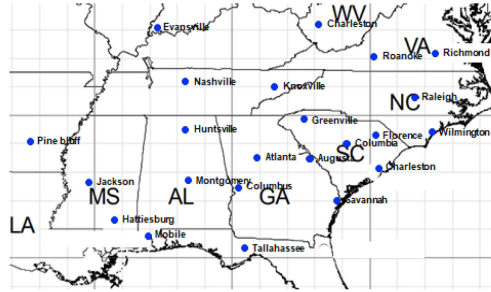 WV
Evansville
Charleston
VA
Richmond
Roanoke
Nashville
Knoxville
NC
Raleigh
Greenville
Huntsville
Florence
Wilmington
Pine bluff
SC
Columbia
Atlanta
Augusta
Charleston
Jackson
Montgomery
Columbus
MS
AL
GA
Savannah
LA
Hattiesburg
Mobile
Tallahassee